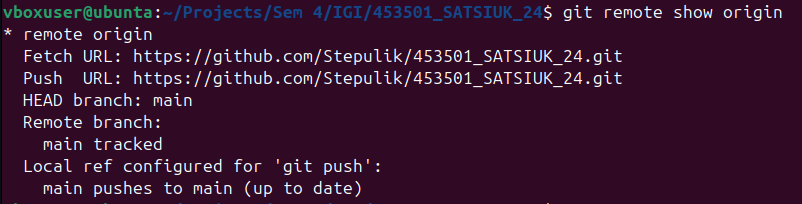 vboxuser@ubuntu:~/Projects/Sem 4/IGI/453501_SATSIUK_24$ git remote show origin
* remote origin
  Fetch URL: https://github.com/Stepulik/453501_SATSIUK_24.git
  Push  URL: https://github.com/Stepulik/453501_SATSIUK_24.git
  HEAD branch: main
  Remote branch:
    main tracked
  Local ref configured for 'git push':
    main pushes to main (up to date)